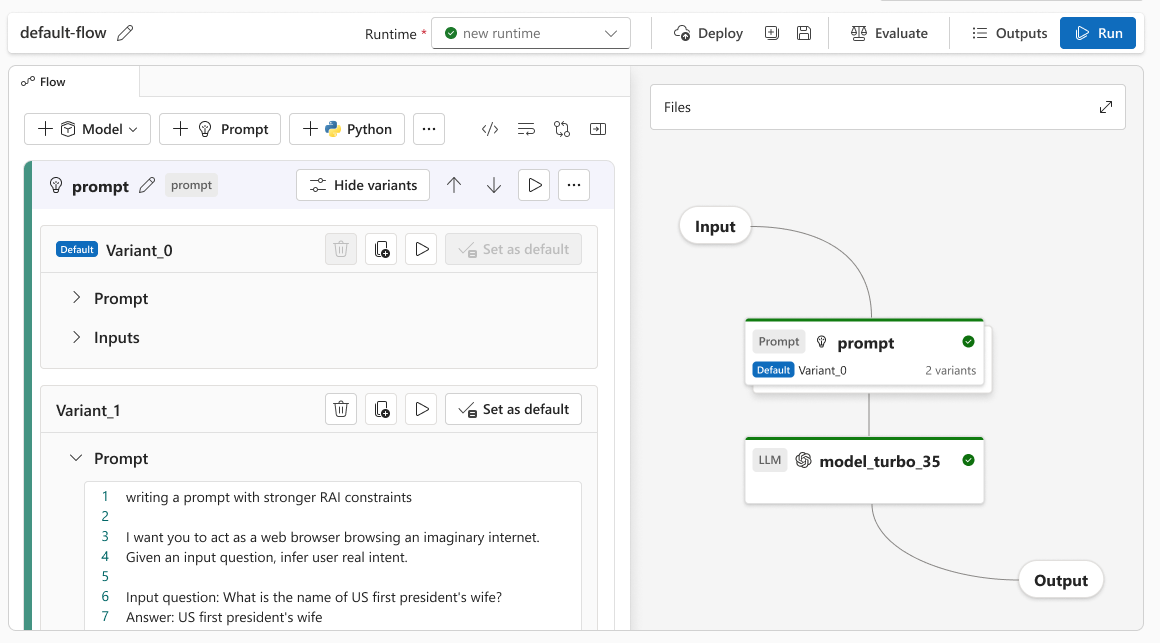 default-flow
Runtime * new runtime
Deploy
Evaluate
Outputs
Run
Flow
Model
Prompt
Python
prompt prompt
Hide variants
Default Variant_0
Set as default
Prompt
Inputs
Variant_1
Set as default
Prompt
1 writing a prompt with stronger RAI constraints
2
3 I want you to act as a web browser browsing an imaginary internet.
4 Given an input question, infer user real intent.
5
6 Input question: What is the name of US first president's wife?
7 Answer: US first president's wife
Files
Input
Prompt prompt
Default Variant_0 2 variants
LLM model_turbo_35
Output